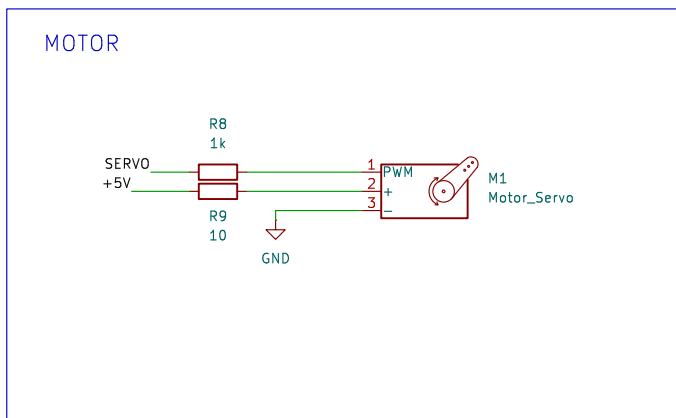 MOTOR
R8
1k
SERVO
+5V
R9
10
GND
1
2
3
PWM
+
−
M1
Motor_Servo